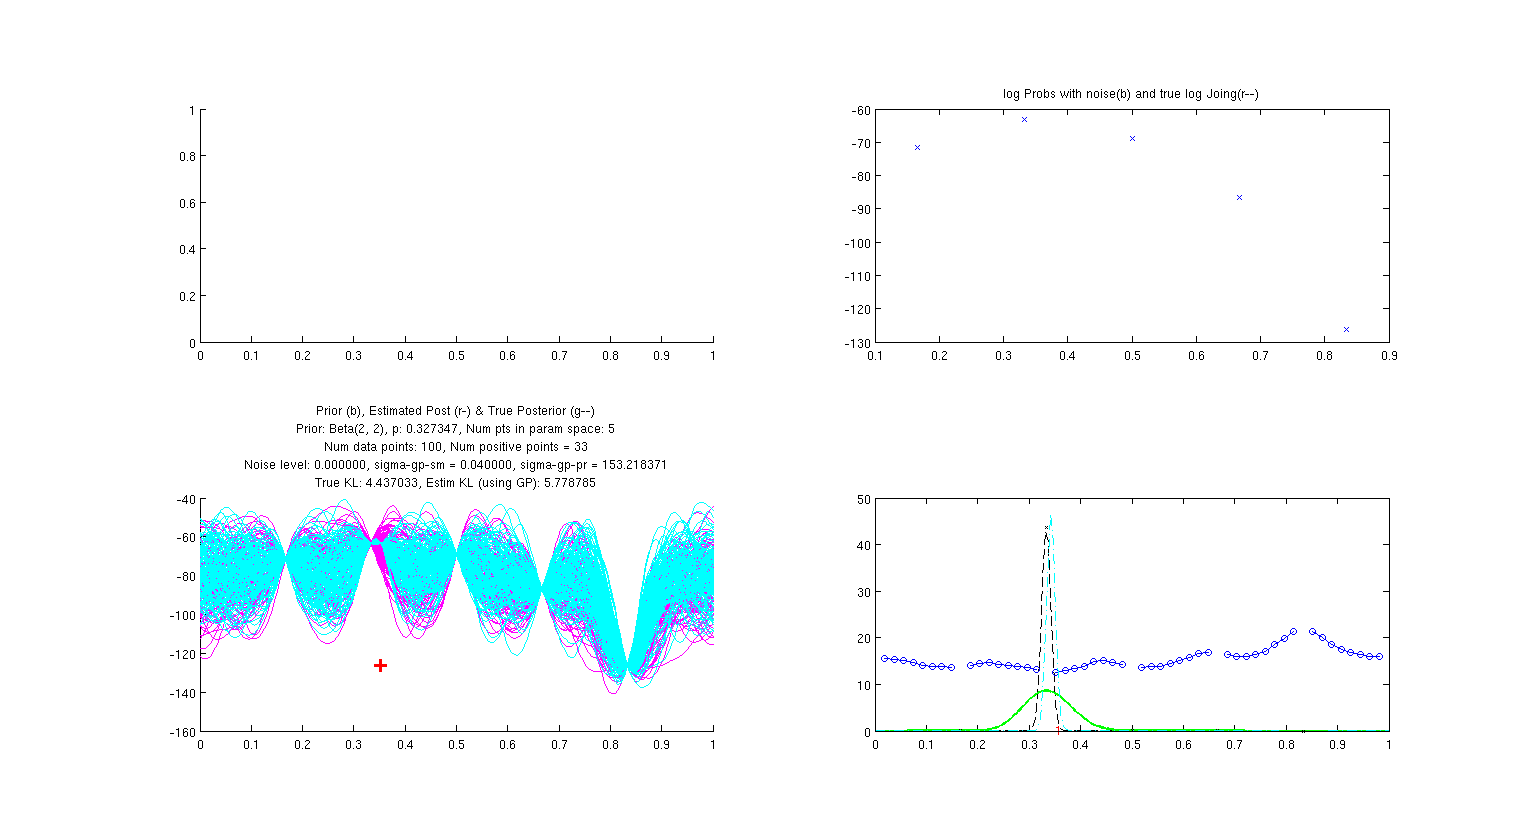 1
0.8
0.6
0.4
0.2
0
0 0.1 0.2 0.3 0.4 0.5 0.6 0.7 0.8 0.9 1
log Probs with noise(b) and true log Joing(r--)
-60
-70
-80
-90
-100
-110
-120
-130
0.1 0.2 0.3 0.4 0.5 0.6 0.7 0.8 0.9
Prior (b), Estimated Post (r-) & True Posterior (g--)
Prior: Beta(2, 2), p: 0.327347, Num pts in param space: 5
Num data points: 100, Num positive points = 33
Noise level: 0.000000, sigma-gp-sm = 0.040000, sigma-gp-pr = 153.218371
True KL: 4.437033, Estim KL (using GP): 5.778785
-40
-60
-80
-100
-120
-140
-160
0 0.1 0.2 0.3 0.4 0.5 0.6 0.7 0.8 0.9 1
50
40
30
20
10
0
0 0.1 0.2 0.3 0.4 0.5 0.6 0.7 0.8 0.9 1